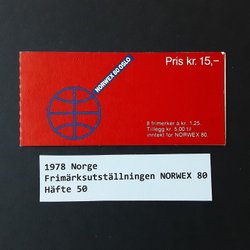 Pris kr. 15,–
NORWEX 80 OSLO
8 frimerker a kr. 1.25.
Tillegg kr. 5,00 til
inntekt for NORWEX 80.
1978 Norge
Frimärksutställningen NORWEX 80
Häfte 50